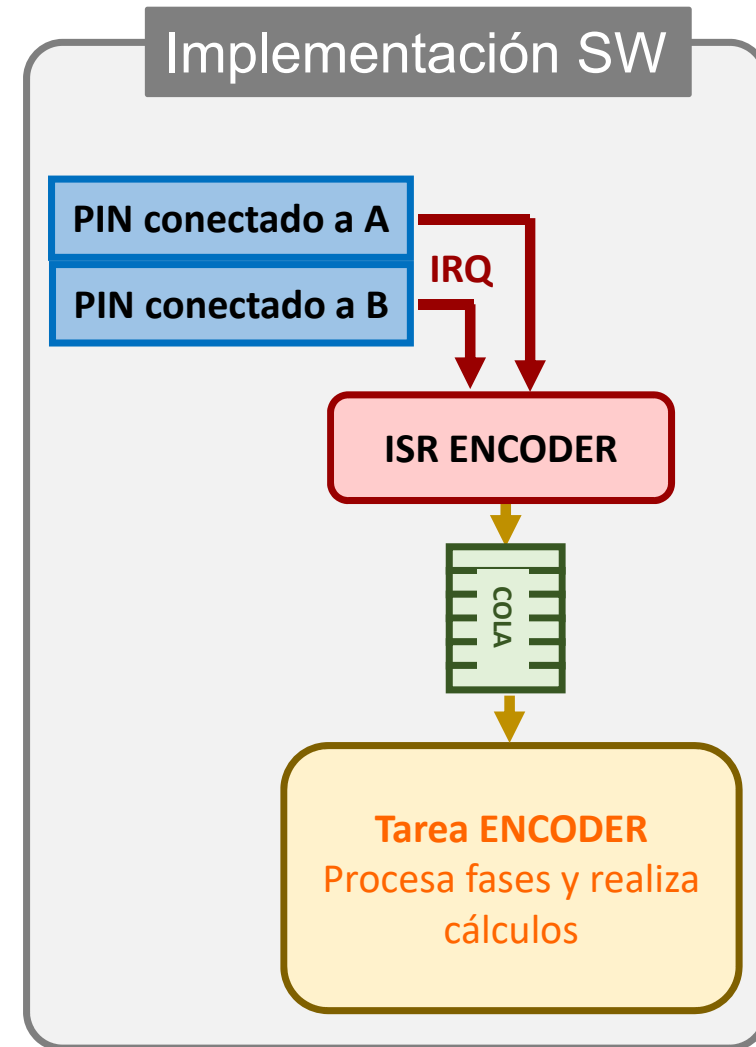 Implementación SW
PIN conectado a A
IRQ
PIN conectado a B
ISR ENCODER
COLA
Tarea ENCODER
Procesa fases y realiza
cálculos